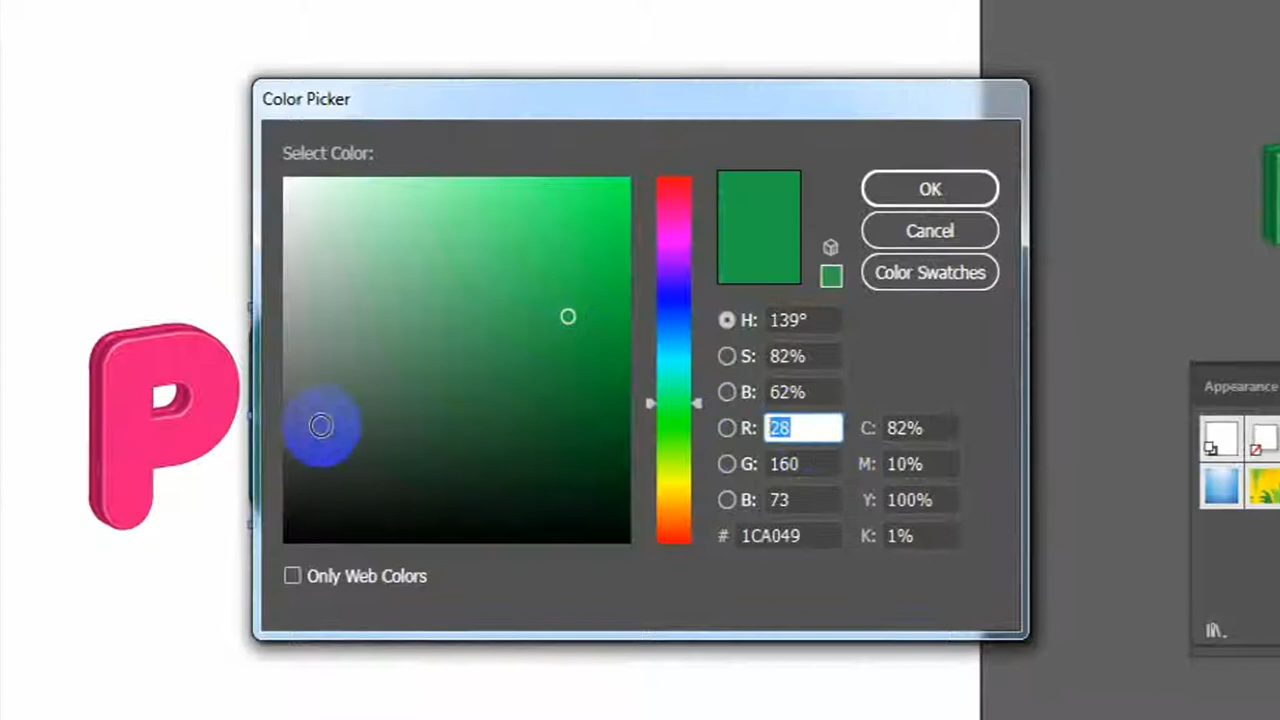 Color Picker
Select Color:
OK
Cancel
Color Swatches
H: 139°
S: 82%
B: 62%
R: 28 C: 82%
G: 160 M: 10%
B: 73 Y: 100%
# 1CA049 K: 1%
Only Web Colors
P
Appearance